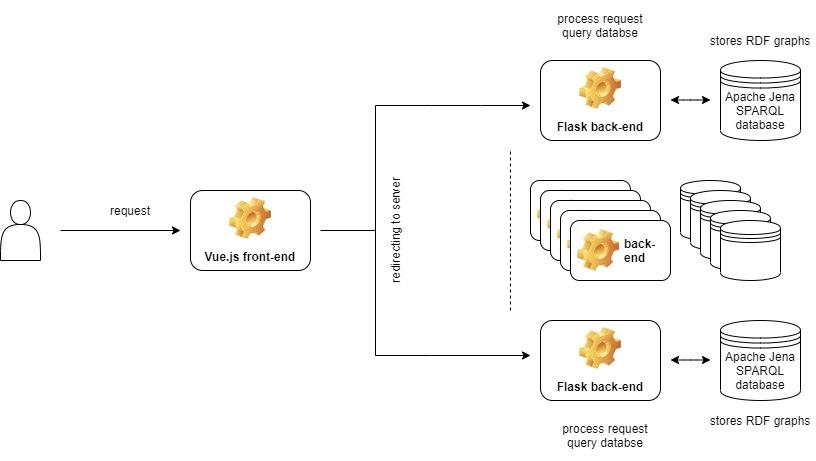 process request
query databse
stores RDF graphs
Flask back-end
Apache Jena
SPARQL
database
request
Vue.js front-end
redirecting to server
back-
end
Flask back-end
Apache Jena
SPARQL
database
process request
query databse
stores RDF graphs